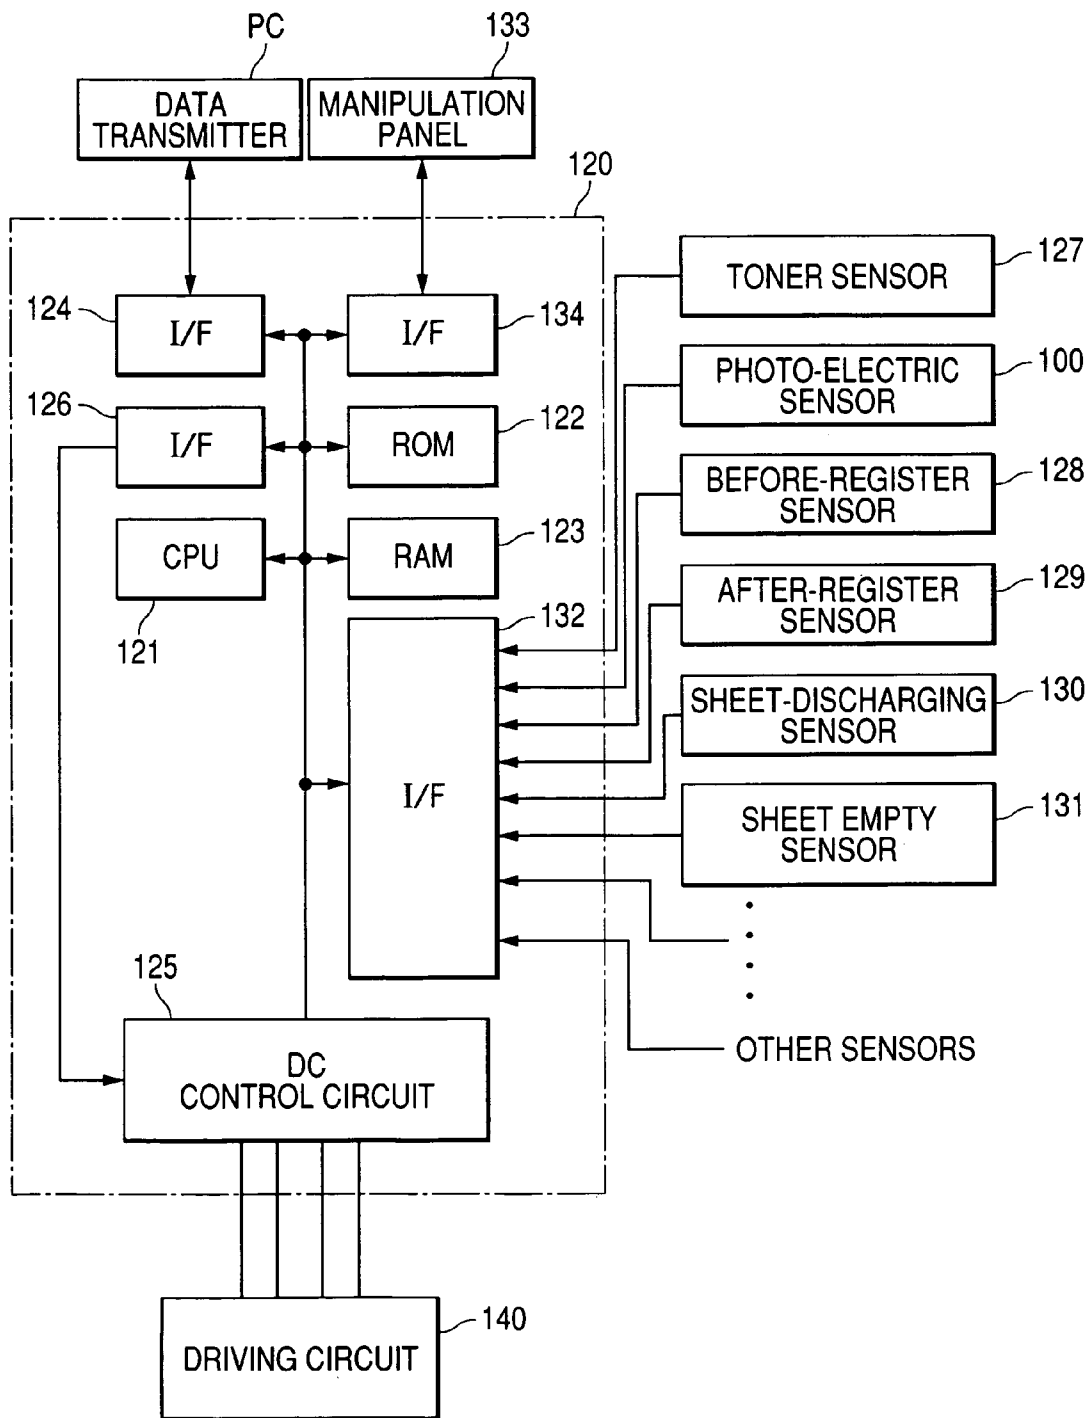 PC
133
DATA
TRANSMITTER
MANIPULATION
PANEL
120
127
TONER SENSOR
124
I/F
134
I/F
100
PHOTO-ELECTRIC
SENSOR
126
I/F
122
ROM
128
BEFORE-REGISTER
SENSOR
CPU
121
123
RAM
129
AFTER-REGISTER
SENSOR
132
I/F
130
SHEET-DISCHARGING
SENSOR
131
SHEET EMPTY
SENSOR
125
DC
CONTROL CIRCUIT
OTHER SENSORS
140
DRIVING CIRCUIT